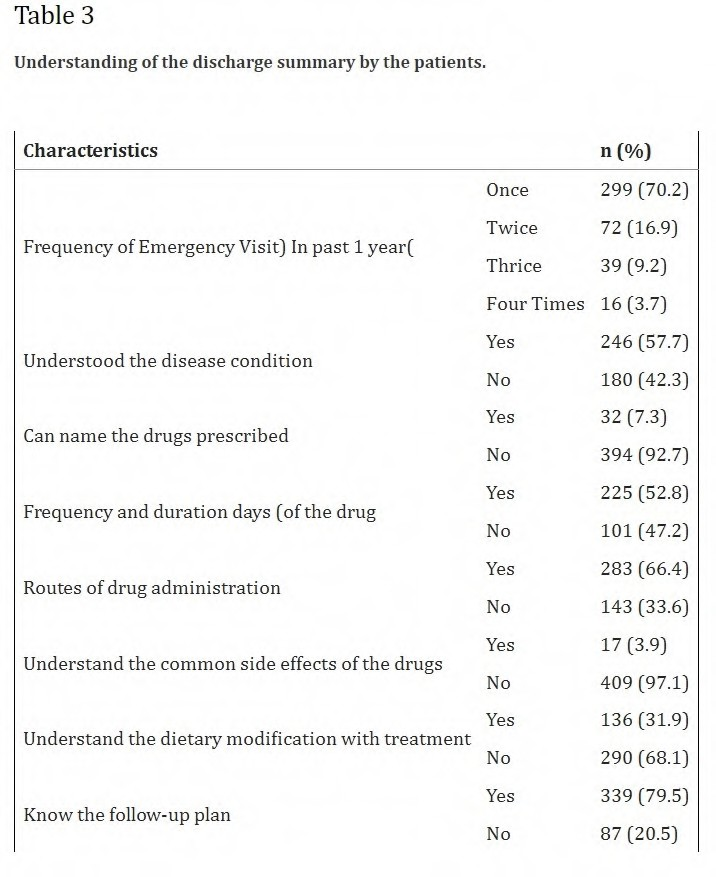 Table 3
Understanding of the discharge summary by the patients.
Characteristics n (%)
Frequency of Emergency Visit) In past 1 year(
Once 299 (70.2)
Twice 72 (16.9)
Thrice 39 (9.2)
Four Times 16 (3.7)
Understood the disease condition
Yes 246 (57.7)
No 180 (42.3)
Can name the drugs prescribed
Yes 32 (7.3)
No 394 (92.7)
Frequency and duration days (of the drug
Yes 225 (52.8)
No 101 (47.2)
Routes of drug administration
Yes 283 (66.4)
No 143 (33.6)
Understand the common side effects of the drugs
Yes 17 (3.9)
No 409 (97.1)
Understand the dietary modification with treatment
Yes 136 (31.9)
No 290 (68.1)
Know the follow-up plan
Yes 339 (79.5)
No 87 (20.5)